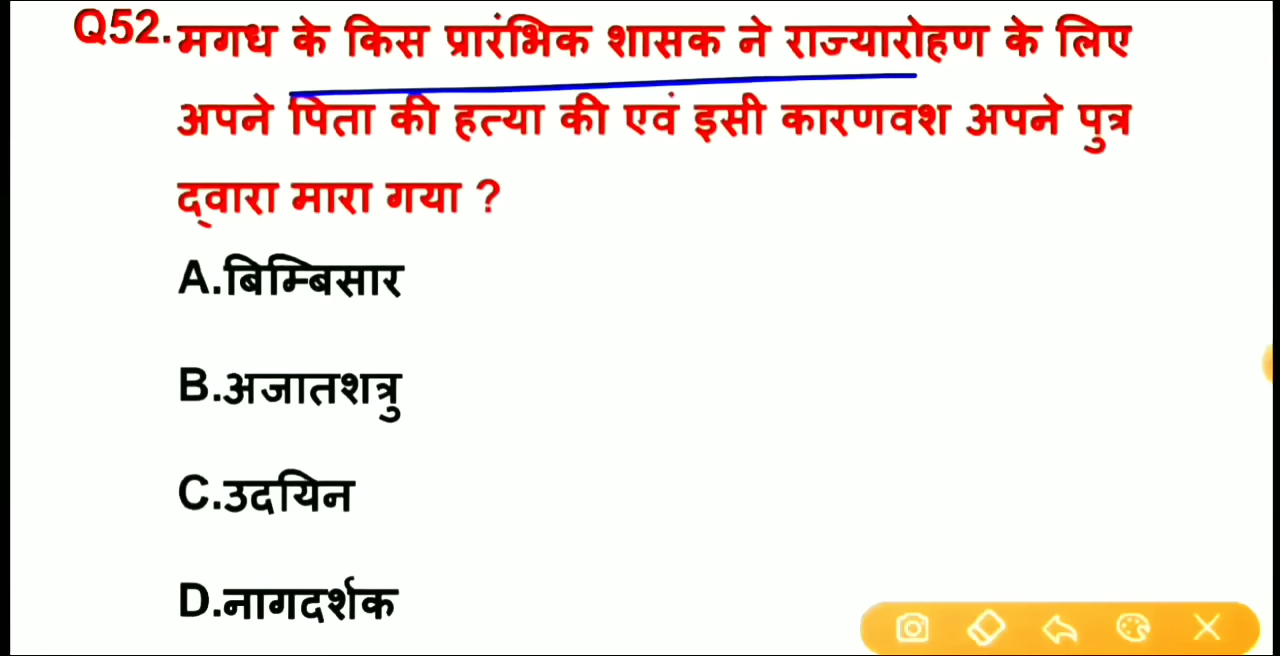 Q52.मगध के किस प्रारंभिक शासक ने राज्यारोहण के लिए
अपने पिता की हत्या की एवं इसी कारणवश अपने पुत्र
द्वारा मारा गया ?
A.बिम्बिसार
B.अजातशत्रु
C.उदयिन
D.नागदर्शक